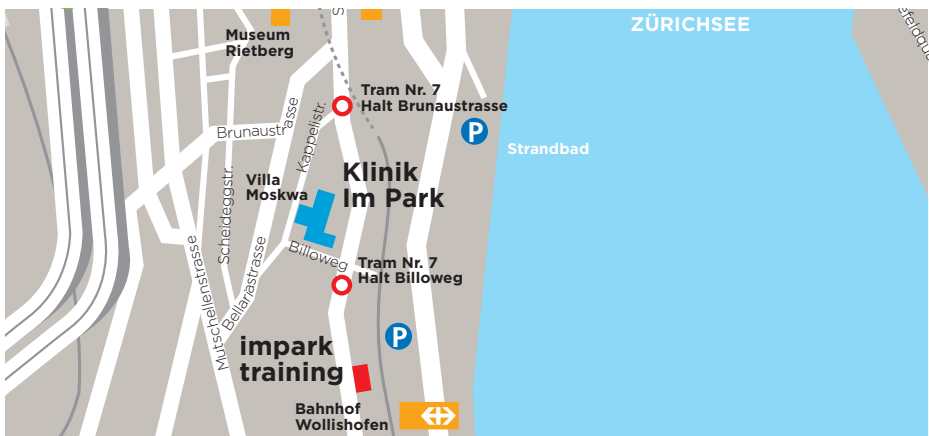 ZÜRICHSEE
Museum
Rietberg
Tram Nr. 7
Halt Brunaustrasse
P
Brunaustrasse
Kappelistr.
Strandbad
Klinik
Im Park
Villa
Moskwa
Scheideggstr.
Mutschellenstrasse
Bellariastrasse
Billoweg
Tram Nr. 7
Halt Billoweg
P
impark
training
Bahnhof
Wollishofen